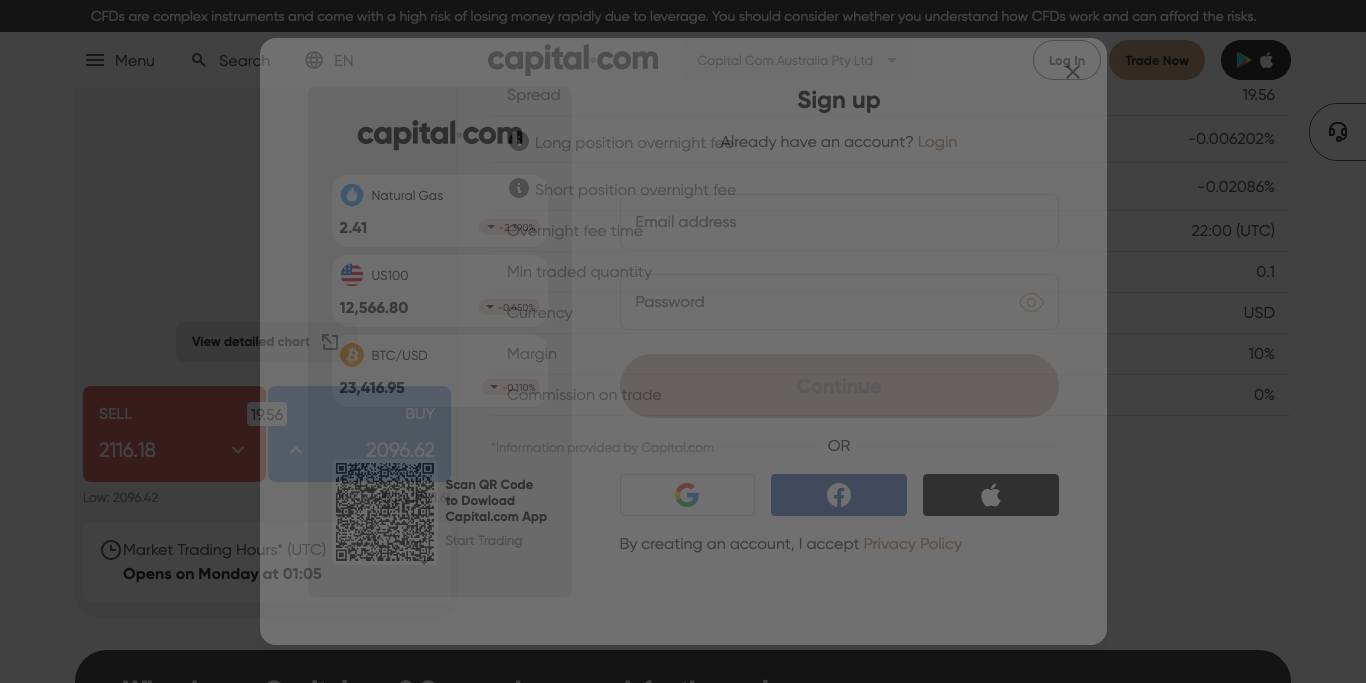 CFDs are complex instruments and come with a high risk of losing money rapidly due to leverage. You should consider whether you understand how CFDs work and can afford the risks.
Menu
Search
EN
capital.com
Capital Com Australia Pty Ltd
Log In
Trade Now
Spread
19.56
Long position overnight fee
-0.006202%
Short position overnight fee
-0.02086%
Overnight fee time
22:00 (UTC)
Min traded quantity
0.1
Currency
USD
Margin
10%
Commission on trade
0%
*Information provided by Capital.com
View detailed chart
SELL
19.56
BUY
2116.18
2096.62
Low: 2096.42
Market Trading Hours* (UTC)
Opens on Monday at 01:05
capital.com
Natural Gas
2.41
-2.390%
US100
12,566.80
-0.450%
BTC/USD
23,416.95
-0.110%
Scan QR Code
to Dowload
Capital.com App
Start Trading
Sign up
Already have an account? Login
Email address
Password
Continue
OR
By creating an account, I accept Privacy Policy